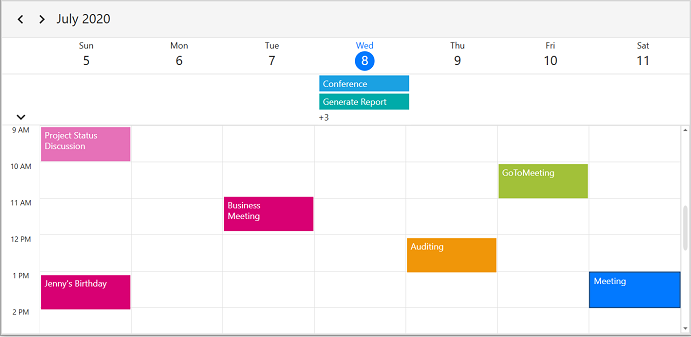 July 2020
Sun Mon Tue Wed Thu Fri Sat
5 6 7 8 9 10 11
Conference
Generate Report
+3
9 AM
Project Status
Discussion
10 AM
GoToMeeting
11 AM
Business
Meeting
12 PM
Auditing
1 PM
Jenny's Birthday
Meeting
2 PM